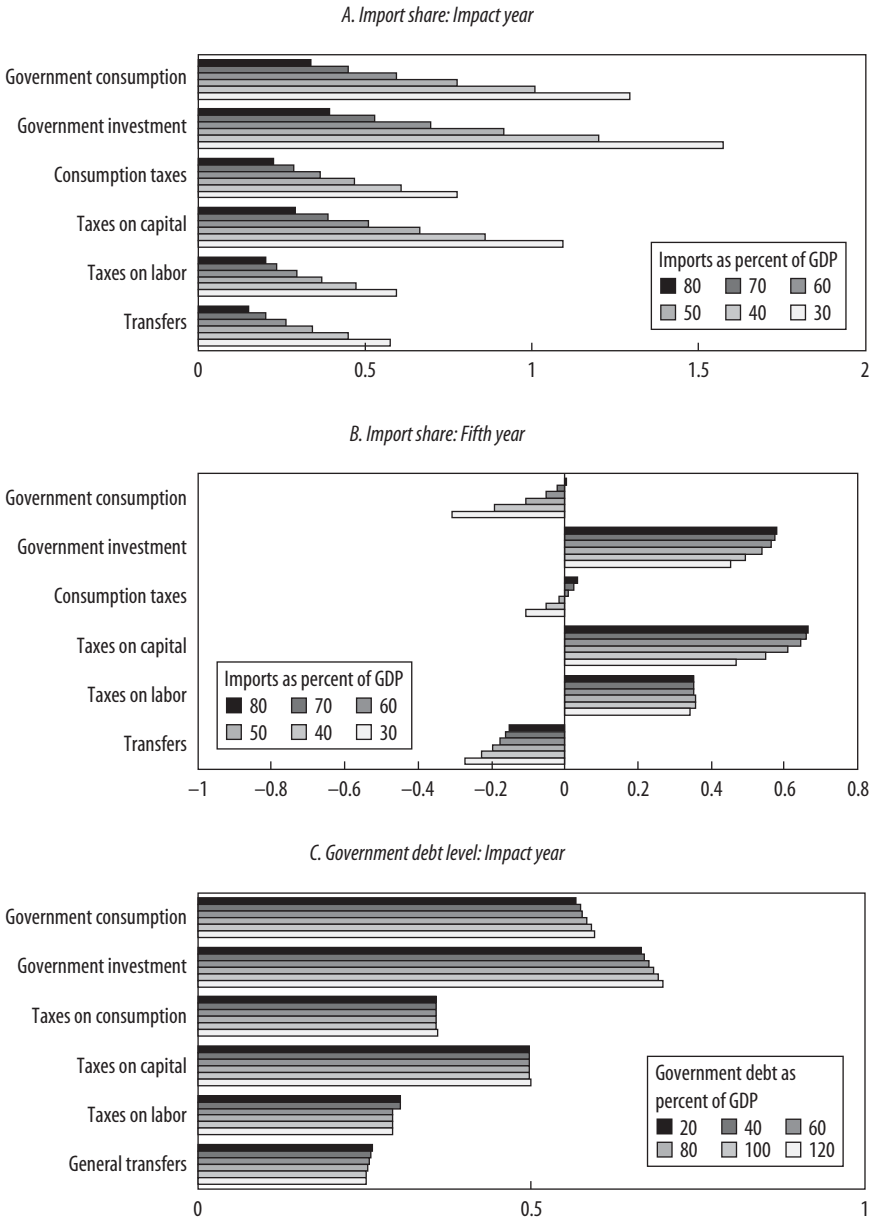 A. Import share: Impact year
Government consumption
Government investment
Consumption taxes
Taxes on capital
Taxes on labor
Transfers
Imports as percent of GDP
80 70 60
50 40 30
0 0.5 1 1.5 2
B. Import share: Fifth year
Government consumption
Government investment
Consumption taxes
Taxes on capital
Taxes on labor
Transfers
Imports as percent of GDP
80 70 60
50 40 30
−1 −0.8 −0.6 −0.4 −0.2 0 0.2 0.4 0.6 0.8
C. Government debt level: Impact year
Government consumption
Government investment
Taxes on consumption
Taxes on capital
Taxes on labor
General transfers
Government debt as
percent of GDP
20 40 60
80 100 120
0 0.5 1